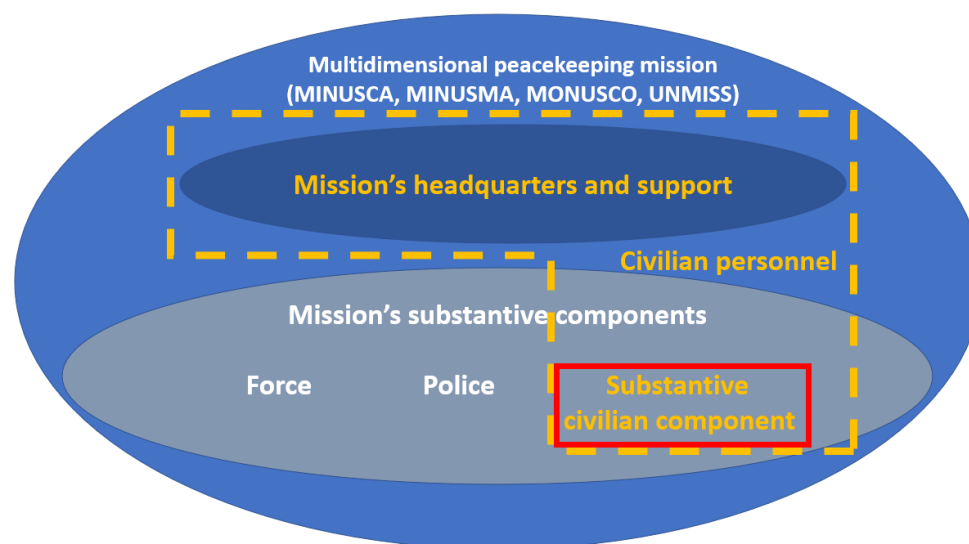 Multidimensional peacekeeping mission
(MINUSCA, MINUSMA, MONUSCO, UNMISS)
Mission's headquarters and support
Civilian personnel
Mission's substantive components
Force
Police
Substantive
civilian component